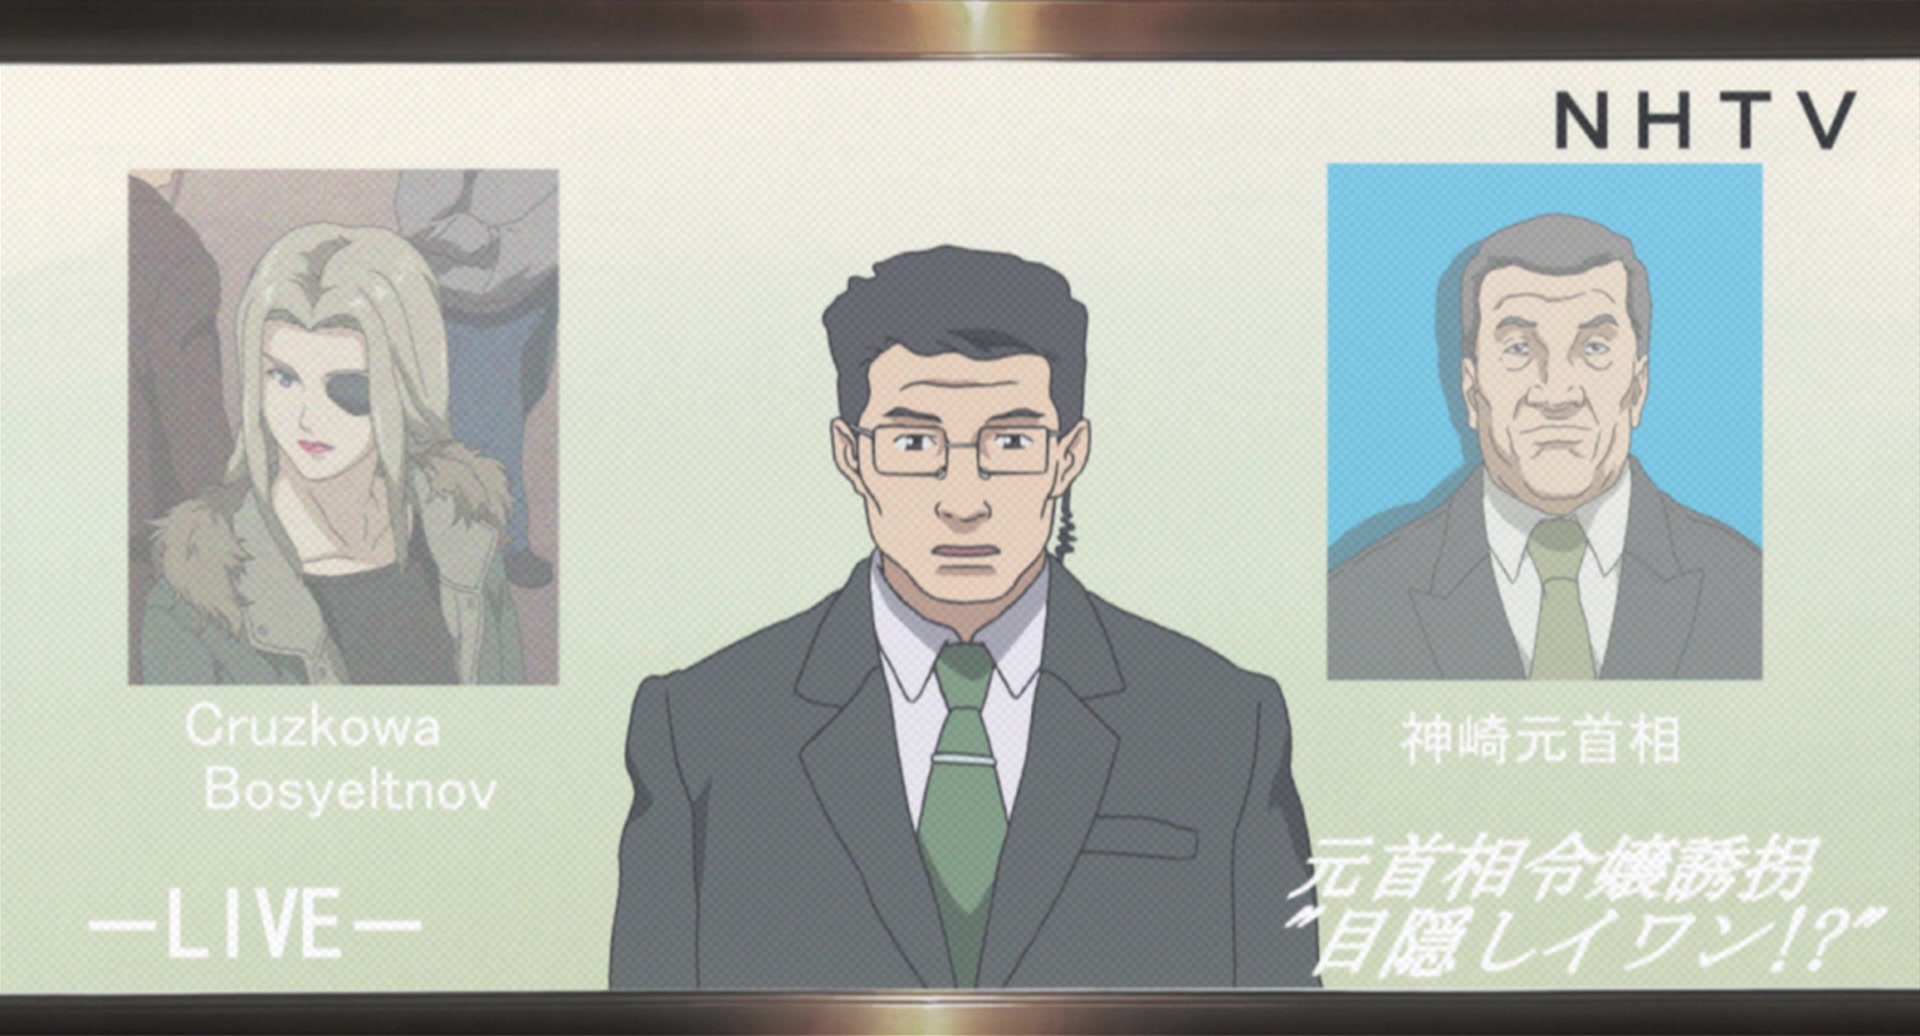 NHTV
Cruzkowa
Bosyeltnov
神崎元首相
元首相令嬢誘拐
"目隠しイワン!?"
—LIVE—